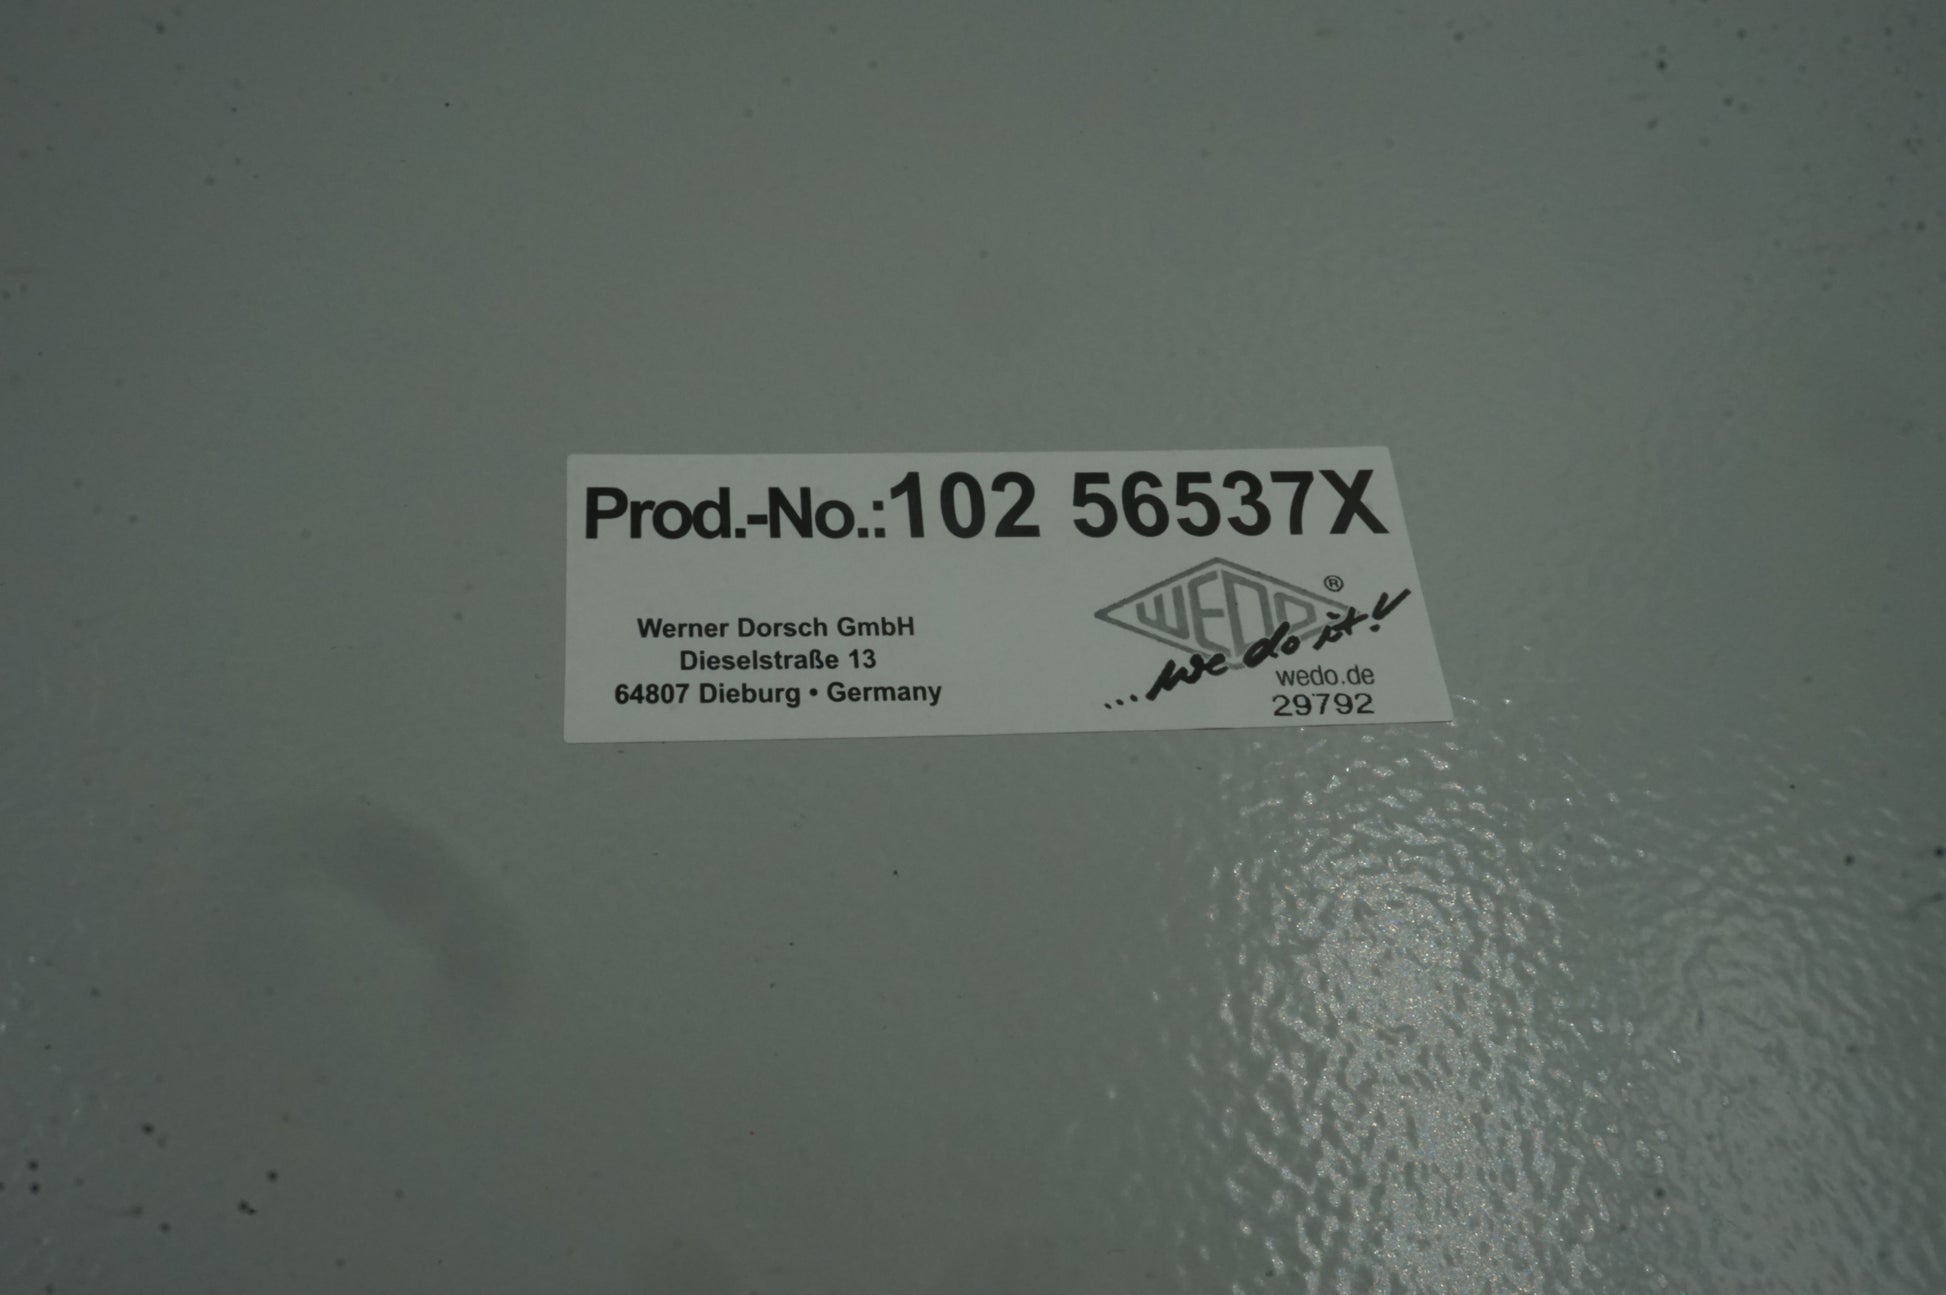 Prod.-No.:102 56537X
Werner Dorsch GmbH
Dieselstraße 13
64807 Dieburg • Germany
WEDO ®
...we do it!
wedo.de
29792